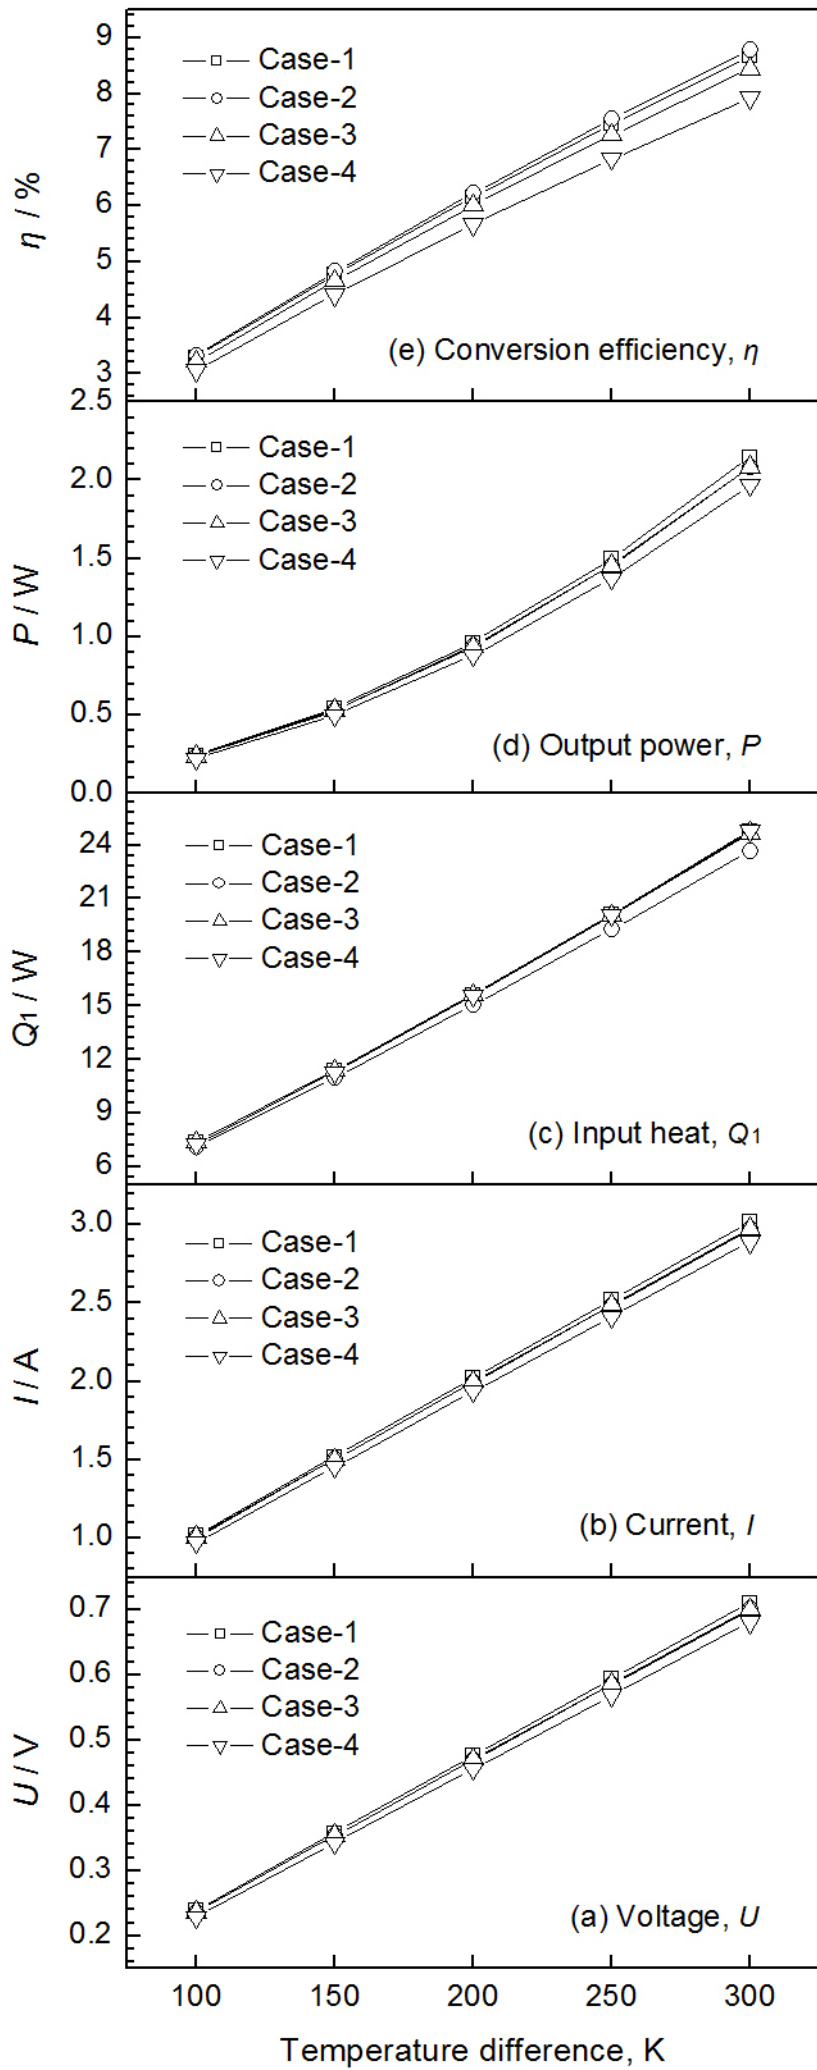 9
8
7
6
5
4
3
η / %
Case-1
Case-2
Case-3
Case-4
(e) Conversion efficiency, η
2.5
2.0
1.5
1.0
0.5
0.0
P / W
Case-1
Case-2
Case-3
Case-4
(d) Output power, P
24
21
18
15
12
9
6
Q1 / W
Case-1
Case-2
Case-3
Case-4
(c) Input heat, Q1
3.0
2.5
2.0
1.5
1.0
I / A
Case-1
Case-2
Case-3
Case-4
(b) Current, I
0.7
0.6
0.5
0.4
0.3
0.2
U / V
Case-1
Case-2
Case-3
Case-4
(a) Voltage, U
100 150 200 250 300
Temperature difference, K